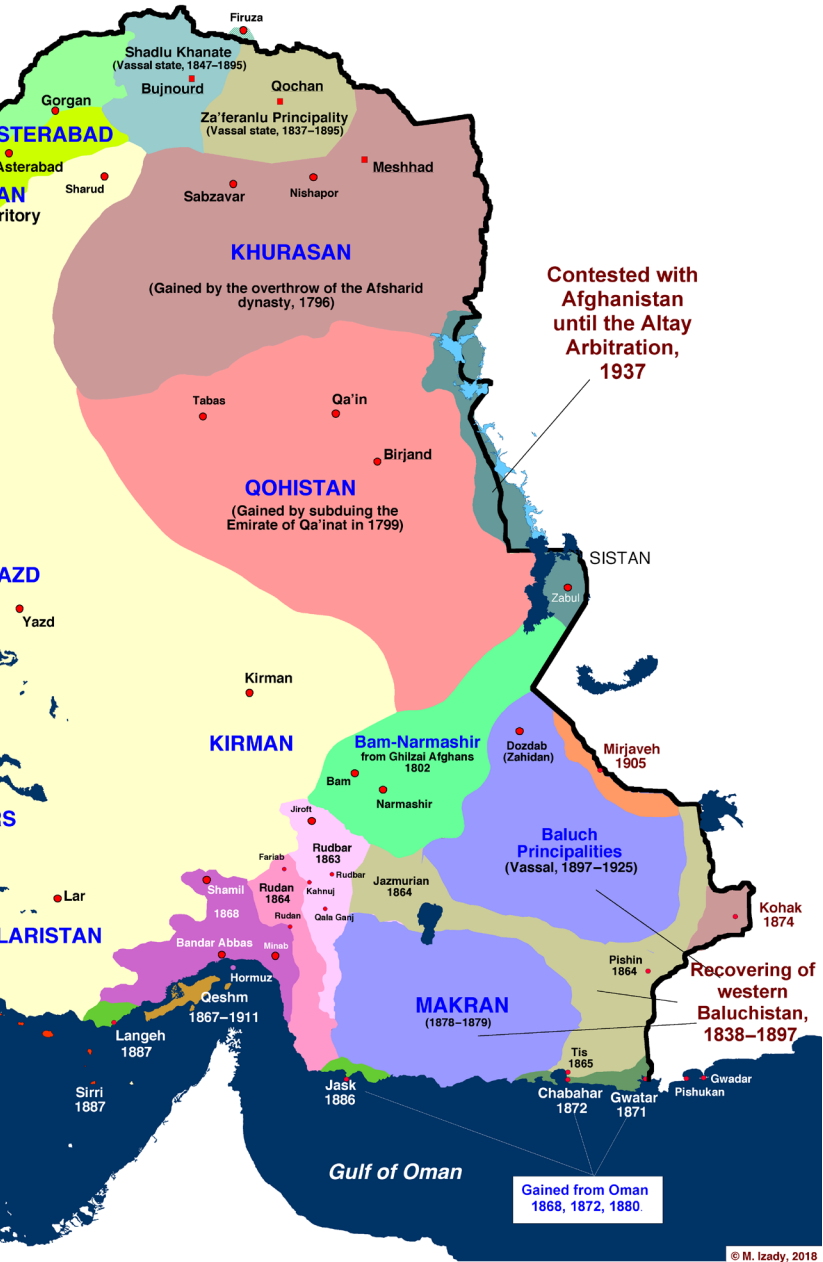 Firuza
Shadlu Khanate
(Vassal state, 1847–1895)
Bujnourd
Qochan
Za'feranlu Principality
(Vassal state, 1837–1895)
Gorgan
STERABAD
Asterabad
Sharud
AN
ritory
Meshhad
Sabzavar
Nishapor
KHURASAN
(Gained by the overthrow of the Afsharid
dynasty, 1796)
Contested with
Afghanistan
until the Altay
Arbitration,
1937
Tabas
Qa'in
Birjand
QOHISTAN
(Gained by subduing the
Emirate of Qa'inat in 1799)
SISTAN
Zabul
AZD
Yazd
Kirman
KIRMAN
Bam-Narmashir
from Ghilzai Afghans
1802
Bam
Narmashir
Dozdab
(Zahidan)
Mirjaveh
1905
RS
Jiroft
Rudbar
1863
Baluch
Principalities
(Vassal, 1897–1925)
Fariab
Rudbar
Jazmurian
1864
Shamil
1868
Rudan
1864
Kahnuj
Rudan
Qala Ganj
Lar
LARISTAN
Kohak
1874
Bandar Abbas
Minab
Hormuz
Pishin
1864
Recovering of
western
Baluchistan,
1838–1897
Qeshm
1867–1911
MAKRAN
(1878–1879)
Langeh
1887
Tis
1865
Sirri
1887
Jask
1886
Chabahar
1872
Gwatar
1871
Gwadar
Pishukan
Gulf of Oman
Gained from Oman
1868, 1872, 1880.
© M. Izady, 2018